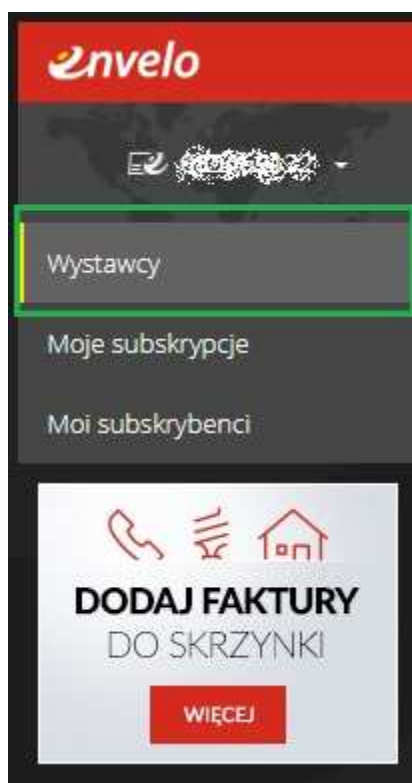 envelo
Wystawcy
Moje subskrypcje
Moi subskrybenci
DODAJ FAKTURY
DO SKRZYNKI
WIĘCEJ